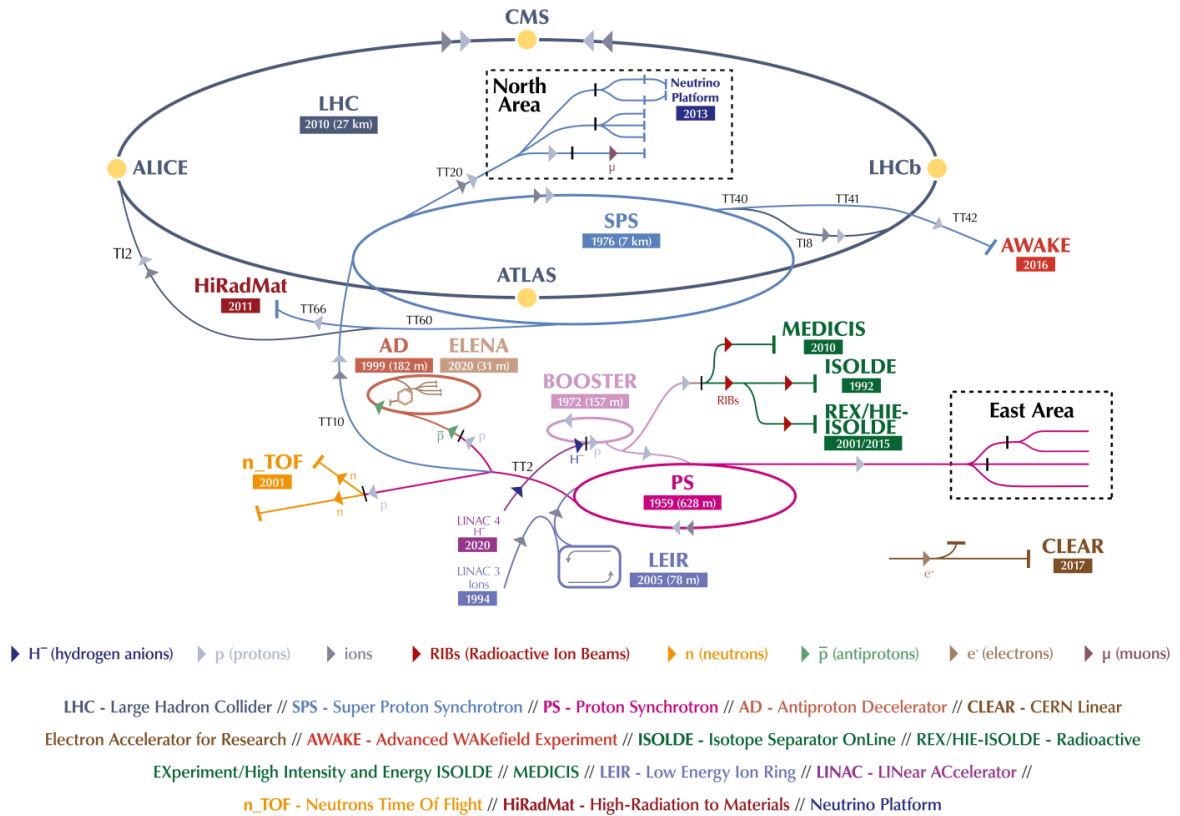 CMS
North
Area
Neutrino
Platform
2013
LHC
2010 (27 km)
μ
ALICE
LHCb
TT20
TT40
TT41
TT42
SPS
1976 (7 km)
TI8
AWAKE
2016
TI2
HiRadMat
2011
ATLAS
TT66
TT60
AD
1999 (182 m)
ELENA
2020 (31 m)
MEDICIS
2010
BOOSTER
1972 (157 m)
ISOLDE
1992
RIBs
REX/HIE-
ISOLDE
2001/2015
East Area
TT10
p̅
p
H⁻
p
n_TOF
2001
n
n
p
TT2
PS
1959 (628 m)
LINAC 4
H⁻
2020
LINAC 3
Ions
1994
LEIR
2005 (78 m)
CLEAR
2017
e⁻
H⁻ (hydrogen anions) p (protons) ions RIBs (Radioactive Ion Beams) n (neutrons) p̅ (antiprotons) e⁻ (electrons) μ (muons)
LHC - Large Hadron Collider // SPS - Super Proton Synchrotron // PS - Proton Synchrotron // AD - Antiproton Decelerator // CLEAR - CERN Linear
Electron Accelerator for Research // AWAKE - Advanced WAKefield Experiment // ISOLDE - Isotope Separator OnLine // REX/HIE-ISOLDE - Radioactive
EXperiment/High Intensity and Energy ISOLDE // MEDICIS // LEIR - Low Energy Ion Ring // LINAC - LINear ACcelerator //
n_TOF - Neutrons Time Of Flight // HiRadMat - High-Radiation to Materials // Neutrino Platform